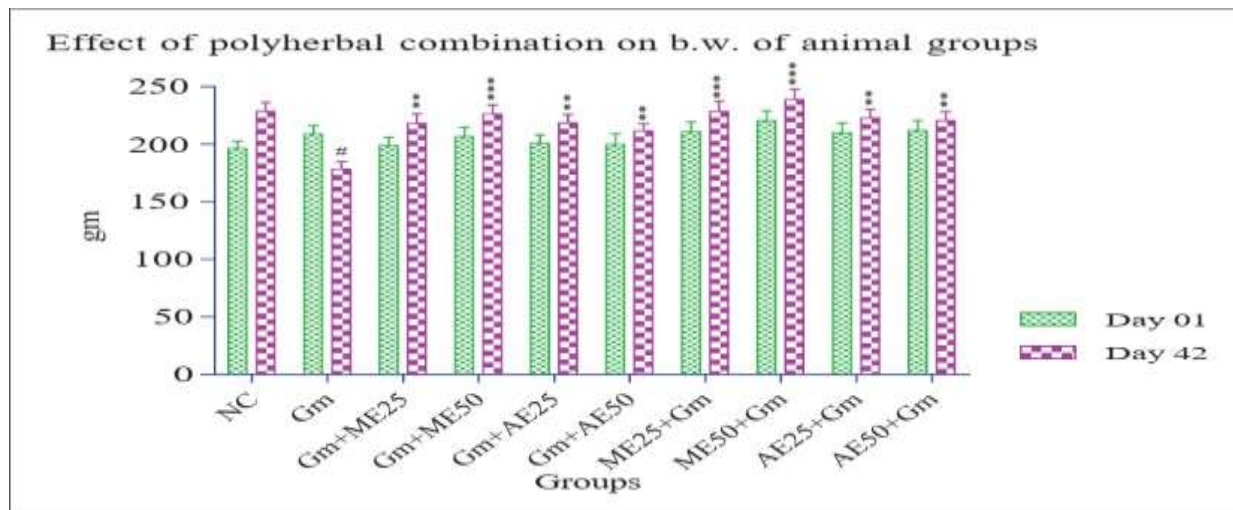 Effect of polyherbal combination on b.w. of animal groups
250
200
150
100
50
0
gm
#
**
***
**
**
***
***
**
**
NC
Gm
Gm+ME25
Gm+ME50
Gm+AE25
Gm+AE50
ME25+Gm
ME50+Gm
AE25+Gm
AE50+Gm
Groups
Day 01
Day 42